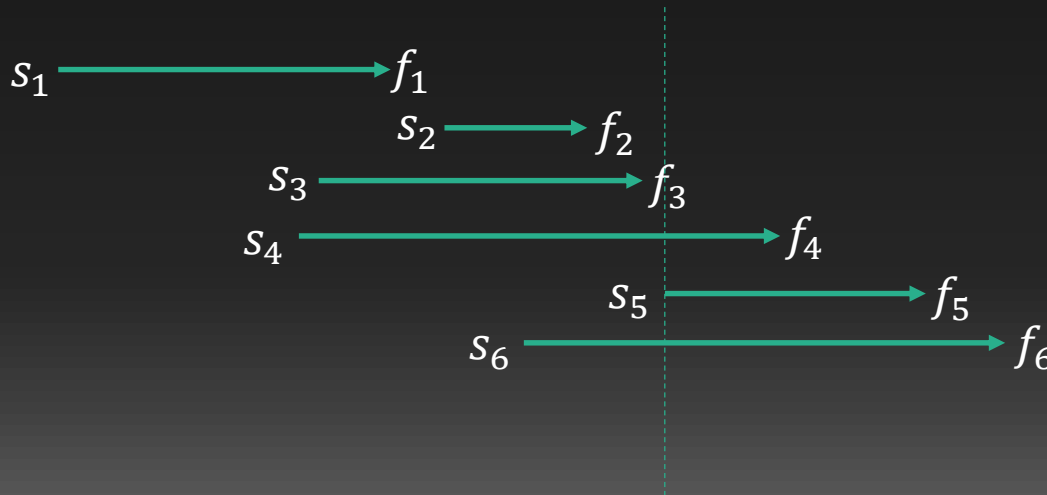 s₁ f₁
s₂ f₂
s₃ f₃
s₄ f₄
s₅ f₅
s₆ f₆